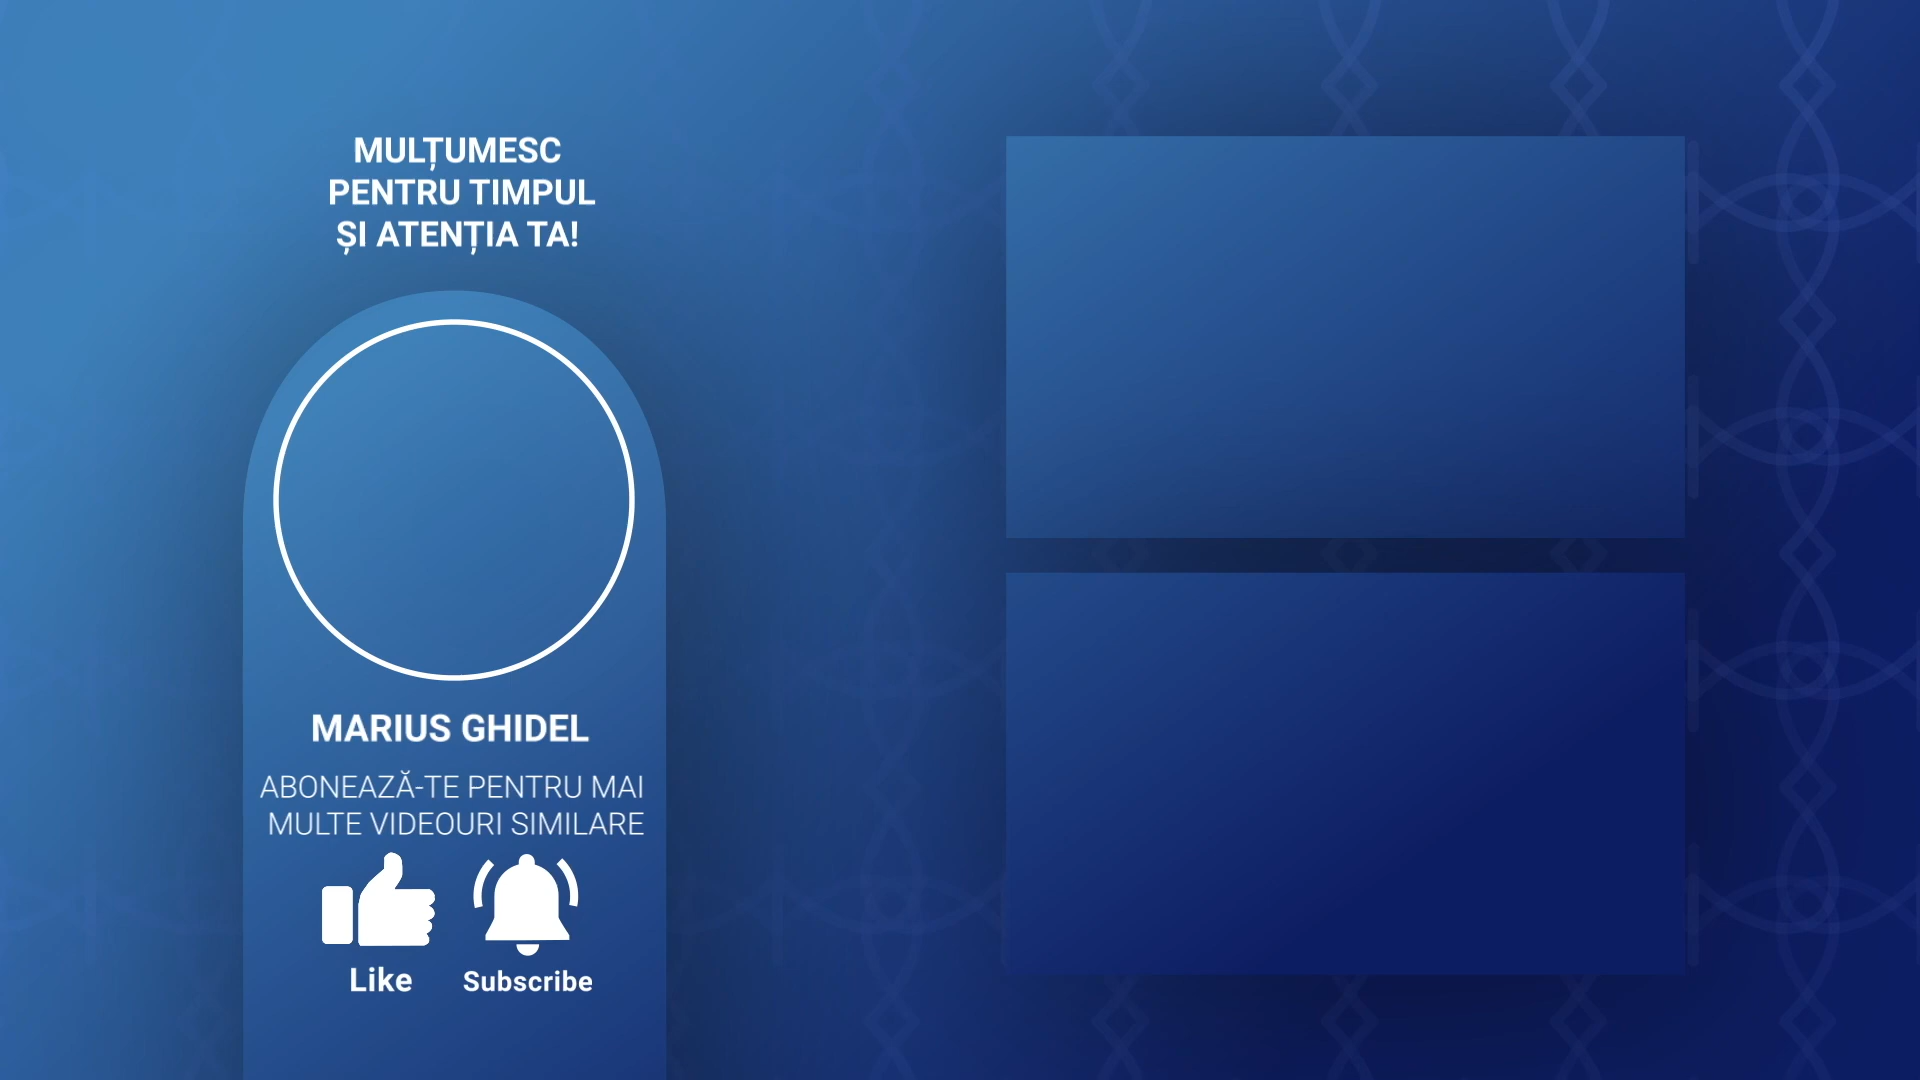 MULȚUMESC
PENTRU TIMPUL
ȘI ATENȚIA TA!
MARIUS GHIDEL
ABONEAZĂ-TE PENTRU MAI
MULTE VIDEOURI SIMILARE
Like
Subscribe